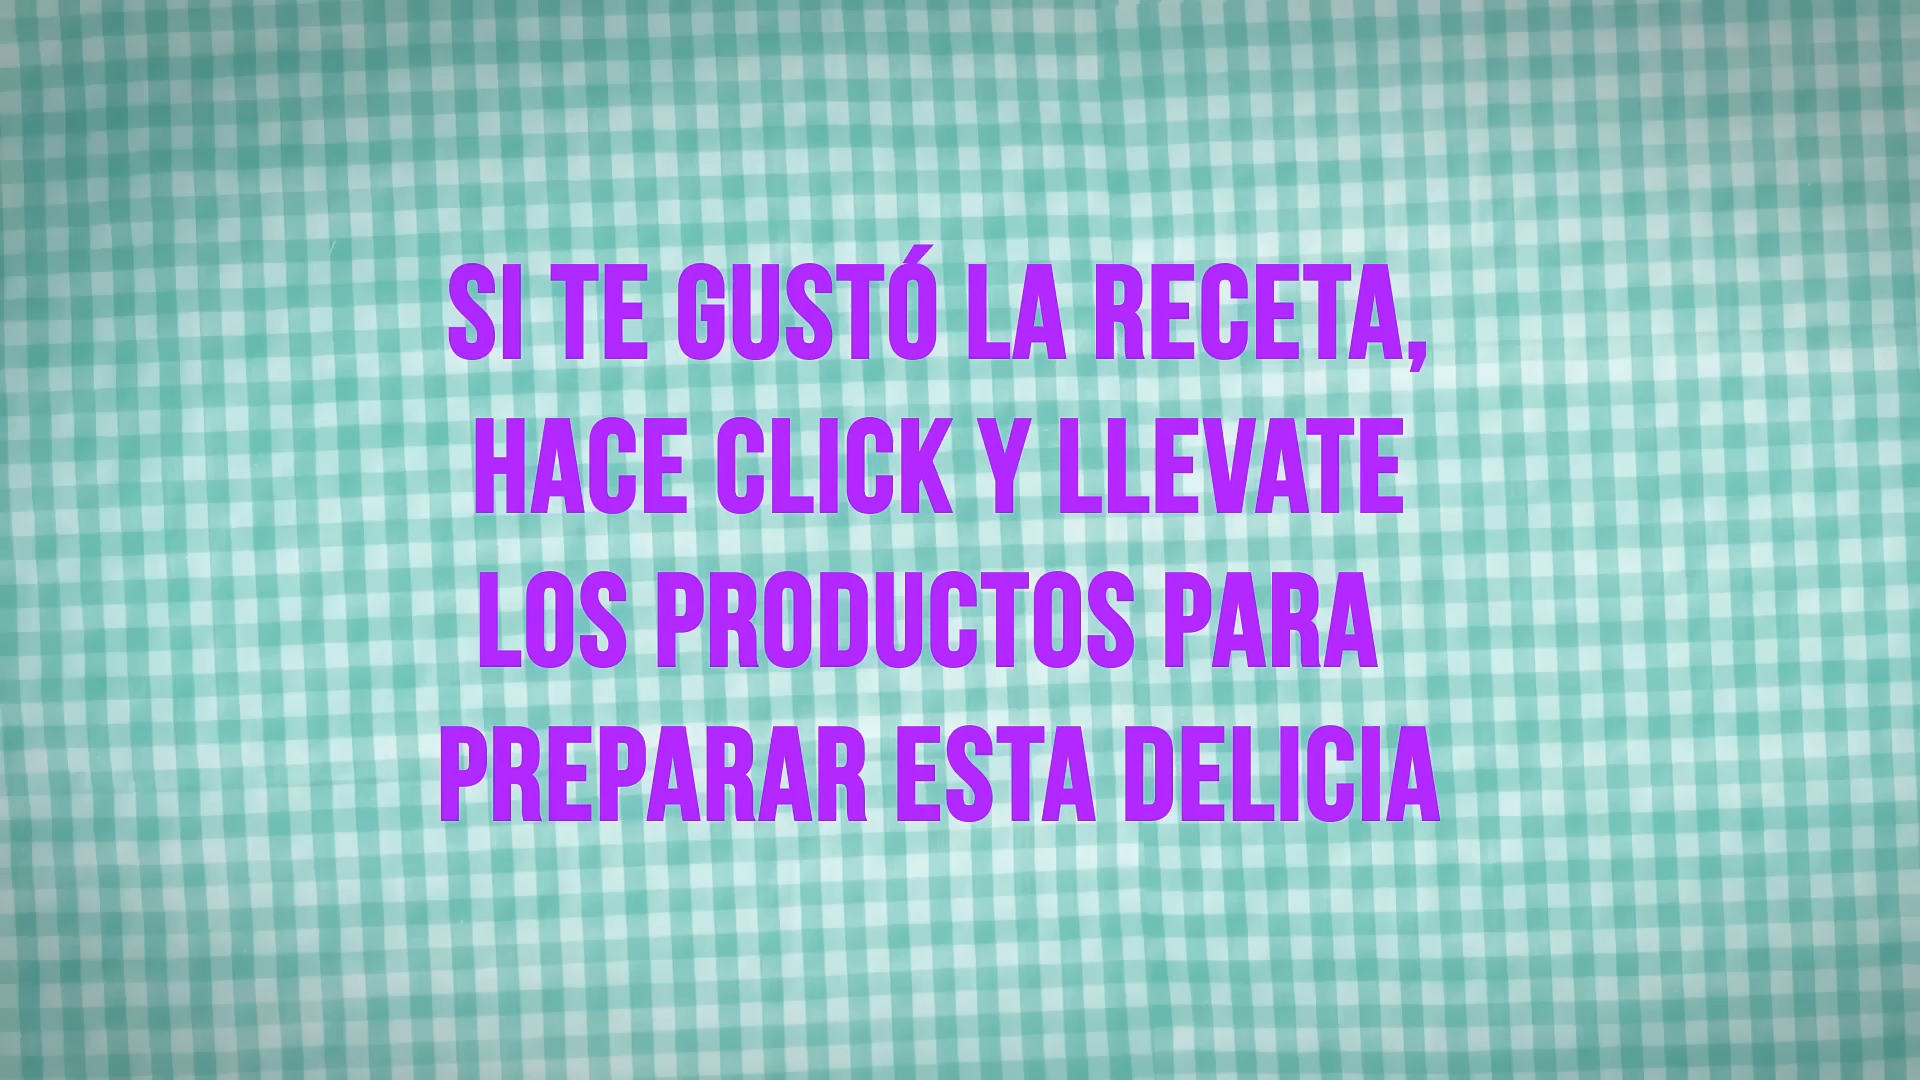 SI TE GUSTÓ LA RECETA,
HACE CLICK Y LLEVATE
LOS PRODUCTOS PARA
PREPARAR ESTA DELICIA